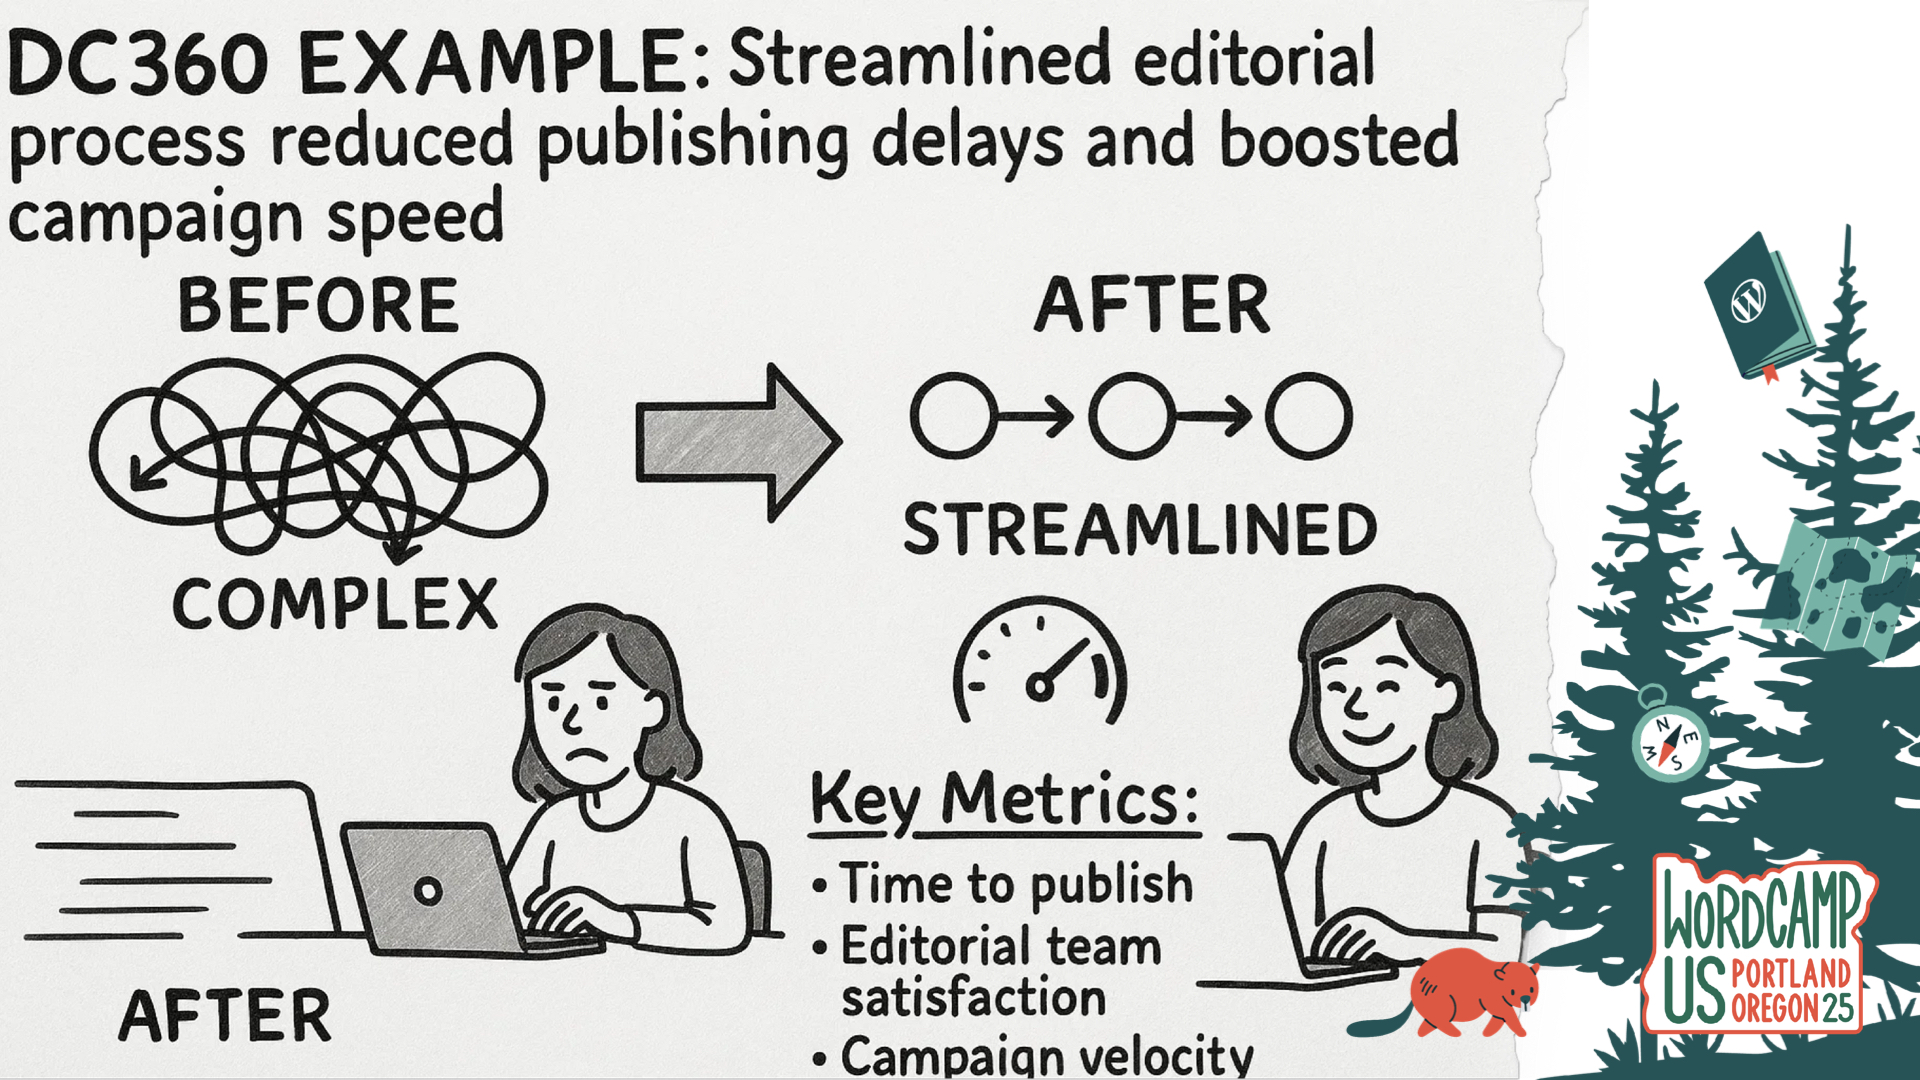 DC360 EXAMPLE: Streamlined editorial
process reduced publishing delays and boosted
campaign speed
BEFORE
COMPLEX
AFTER
AFTER
STREAMLINED
Key Metrics:
• Time to publish
• Editorial team
satisfaction
• Campaign velocity
W
N
E
S
W
WORDCAMP
US PORTLAND
OREGON 25